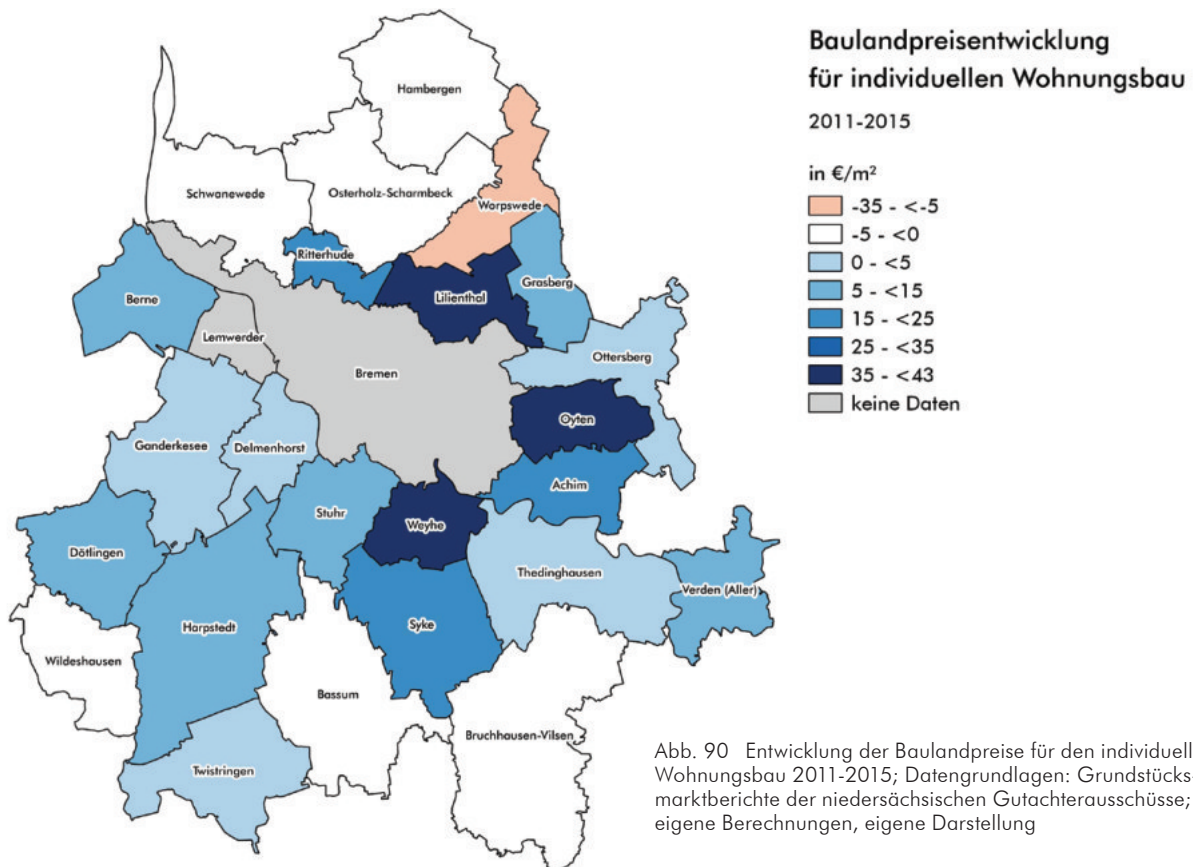 Baulandpreisentwicklung
für individuellen Wohnungsbau
2011-2015
in €/m²
-35 - <-5
-5 - <0
0 - <5
5 - <15
15 - <25
25 - <35
35 - <43
keine Daten
Hambergen
Schwanewede
Osterholz-Scharmbeck
Worpswede
Ritterhude
Grasberg
Berne
Lilienthal
Lemwerder
Ottersberg
Bremen
Oyten
Ganderkesee
Delmenhorst
Achim
Stuhr
Weyhe
Dötlingen
Thedinghausen
Verden (Aller)
Harpstedt
Syke
Wildeshausen
Bassum
Bruchhausen-Vilsen
Twistringen
Abb. 90 Entwicklung der Baulandpreise für den individuell
Wohnungsbau 2011-2015; Datengrundlagen: Grundstücks-
marktberichte der niedersächsischen Gutachterausschüsse;
eigene Berechnungen, eigene Darstellung